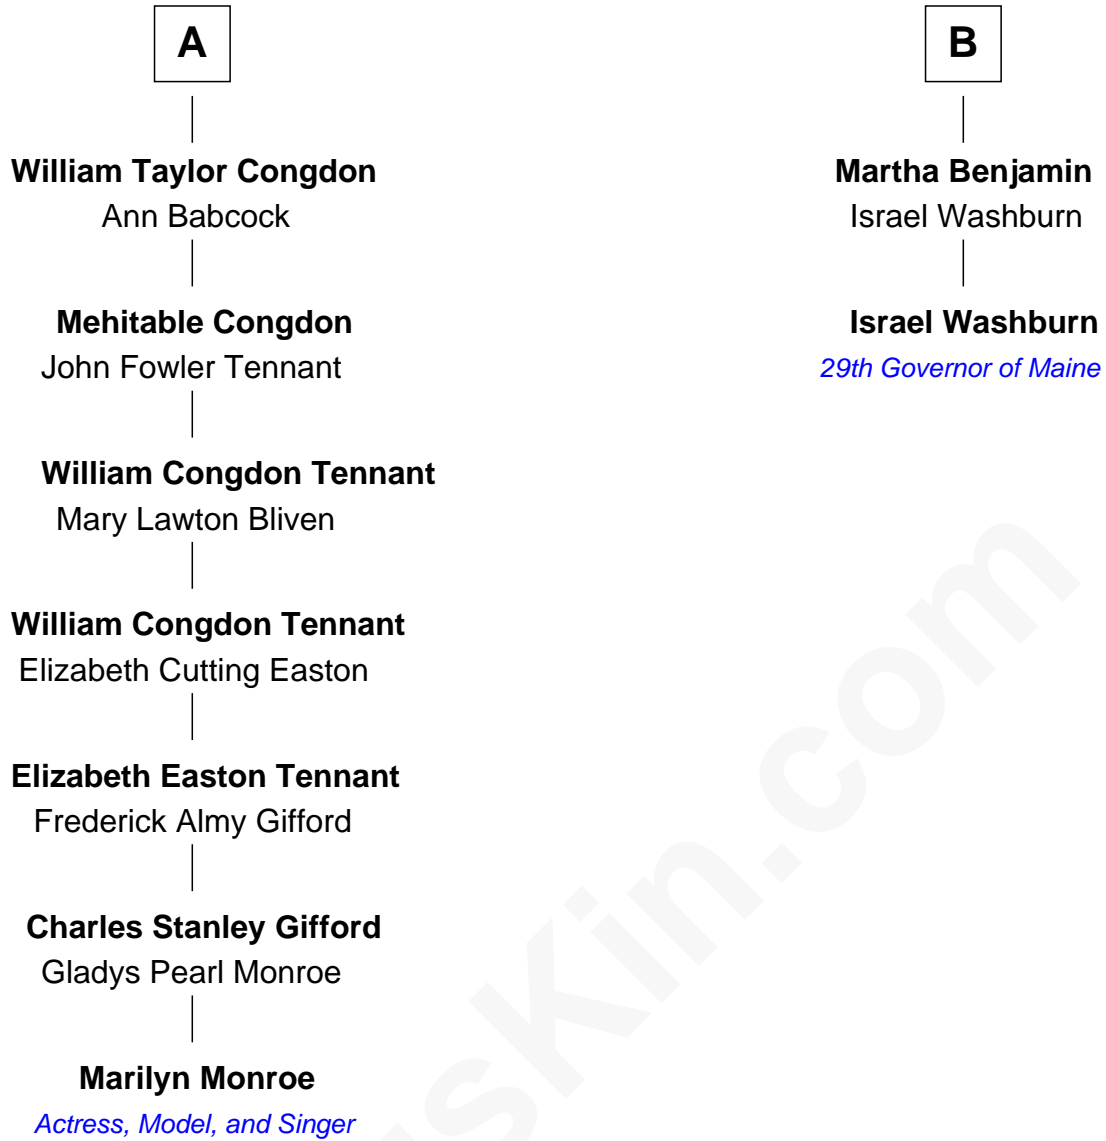 A
William Taylor Congdon
Ann Babcock
Mehitable Congdon
John Fowler Tennant
William Congdon Tennant
Mary Lawton Bliven
William Congdon Tennant
Elizabeth Cutting Easton
Elizabeth Easton Tennant
Frederick Almy Gifford
Charles Stanley Gifford
Gladys Pearl Monroe
Marilyn Monroe
Actress, Model, and Singer
B
Martha Benjamin
Israel Washburn
Israel Washburn
29th Governor of Maine